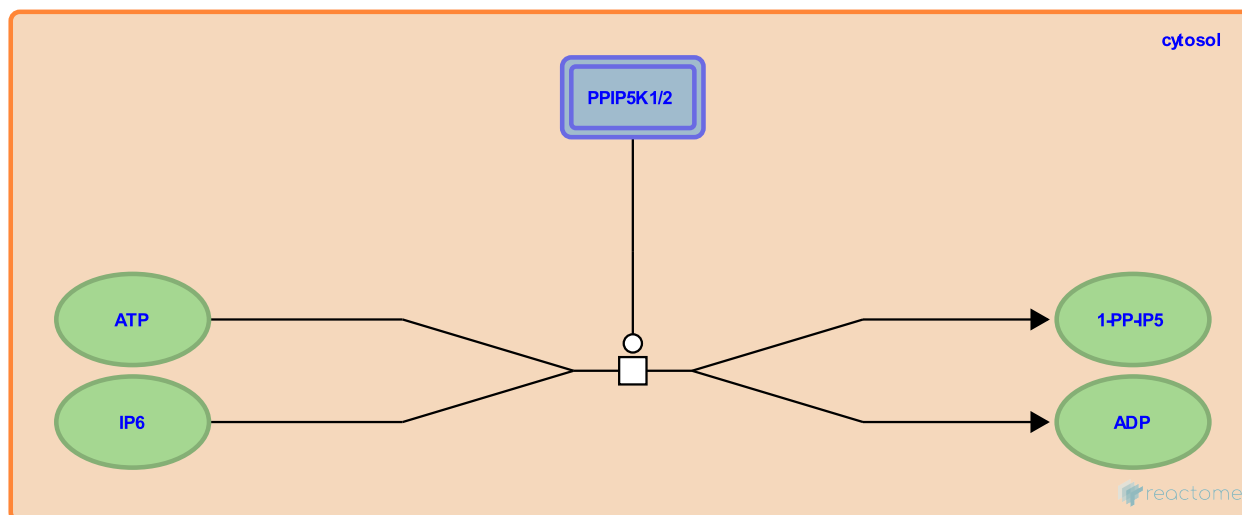 cytosol
PPIP5K1/2
ATP
1-PP-IP5
IP6
ADP
reactome